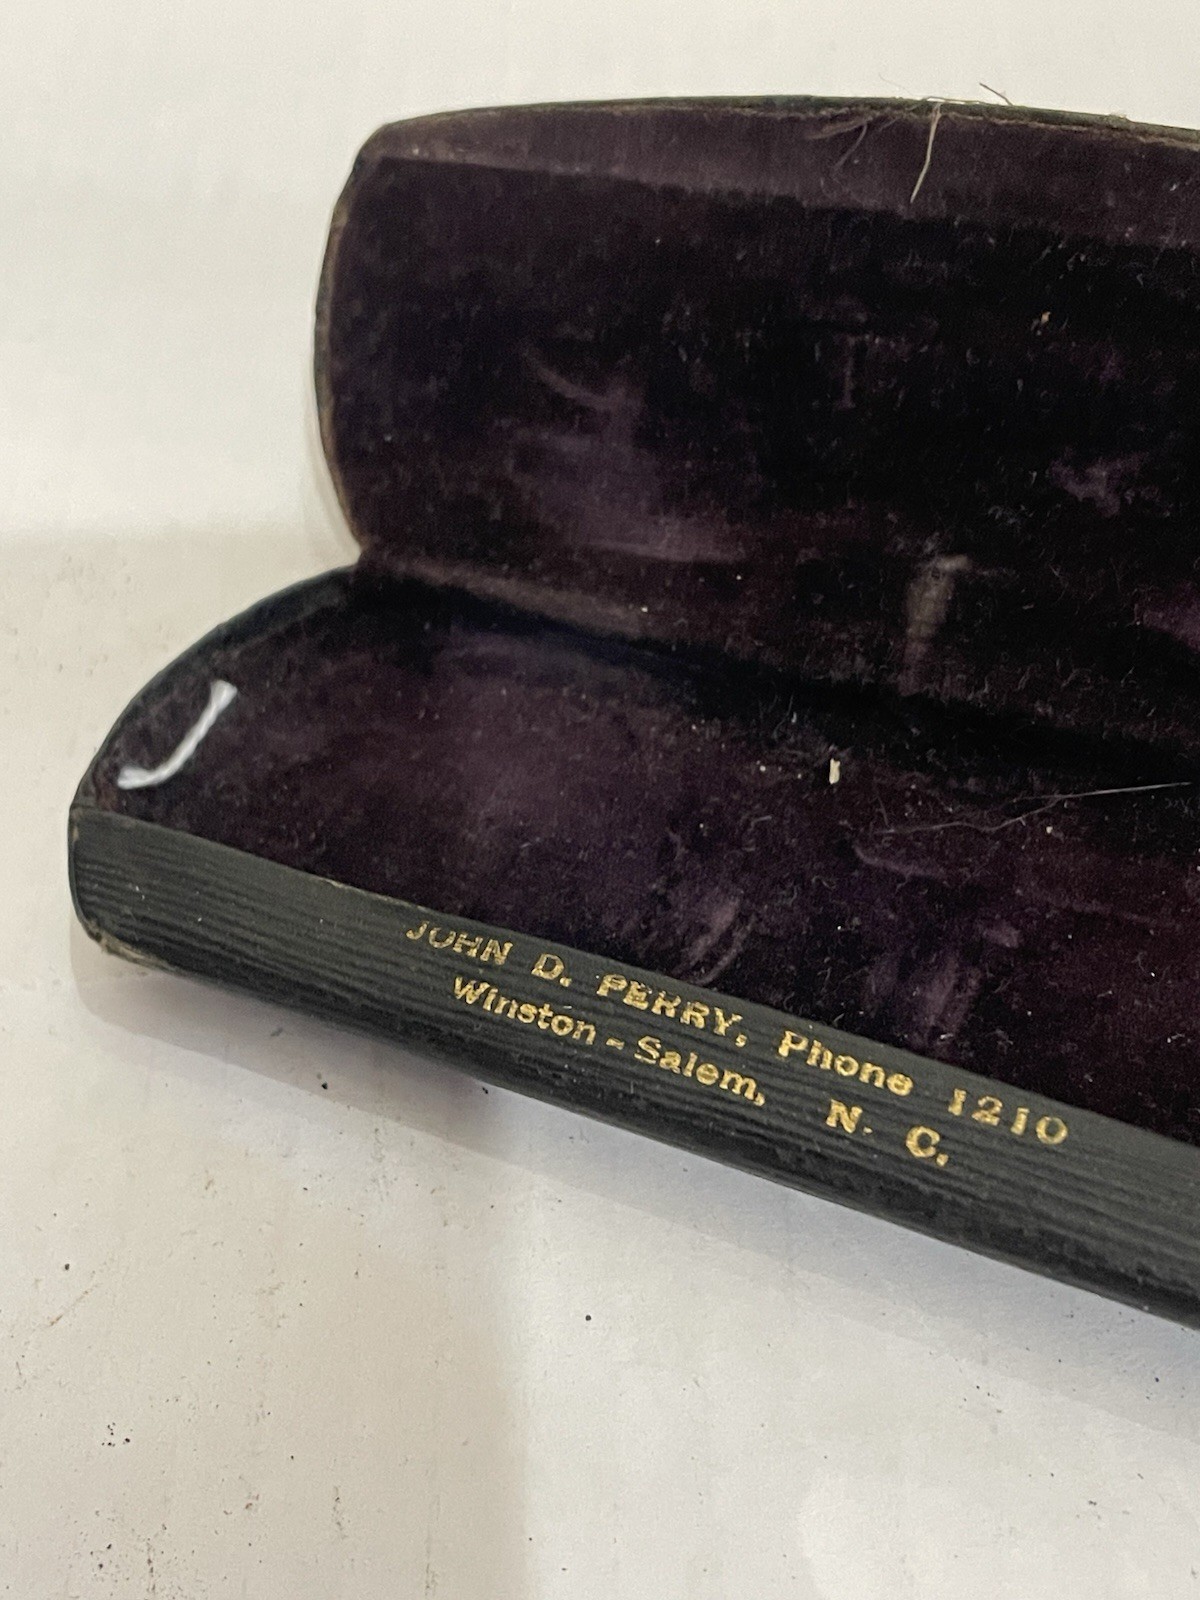 JOHN D. PERRY, Phone 1210
Winston-Salem, N. C.